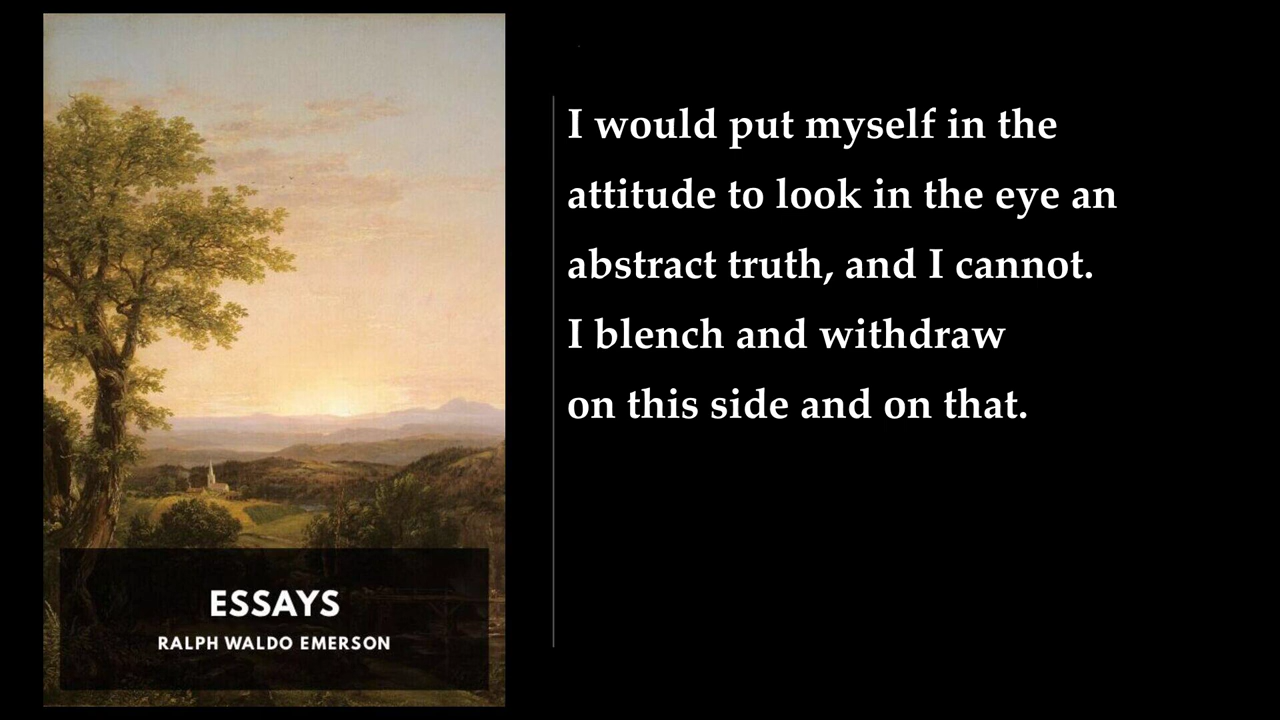 I would put myself in the
attitude to look in the eye an
abstract truth, and I cannot.
I blench and withdraw
on this side and on that.
ESSAYS
RALPH WALDO EMERSON